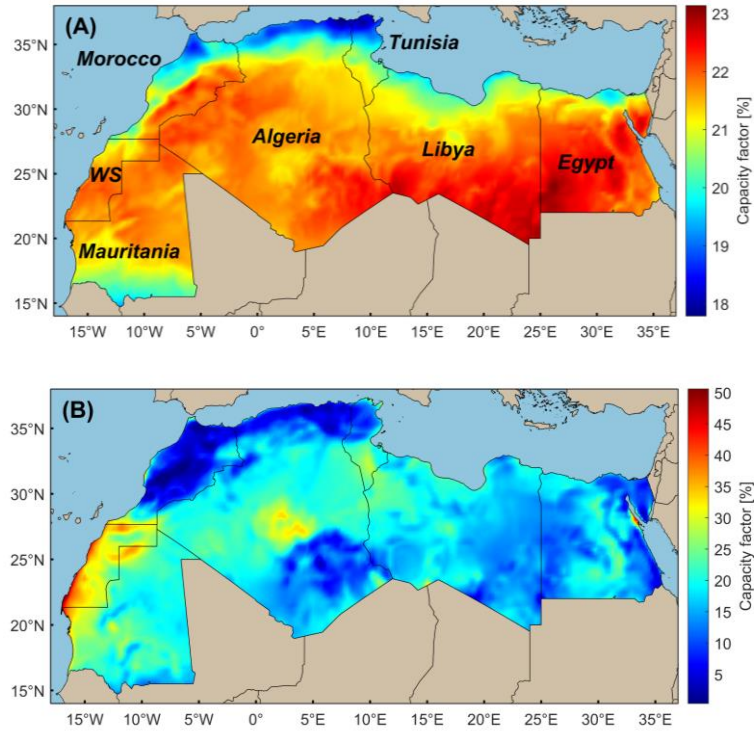 (A)
Morocco
Tunisia
Algeria
Libya
Egypt
WS
Mauritania
35°N
30°N
25°N
20°N
15°N
15°W 10°W 5°W 0° 5°E 10°E 15°E 20°E 25°E 30°E 35°E
23
22
21
20
19
18
Capacity factor [%]
(B)
35°N
30°N
25°N
20°N
15°N
15°W 10°W 5°W 0° 5°E 10°E 15°E 20°E 25°E 30°E 35°E
50
45
40
35
30
25
20
15
10
5
Capacity factor [%]